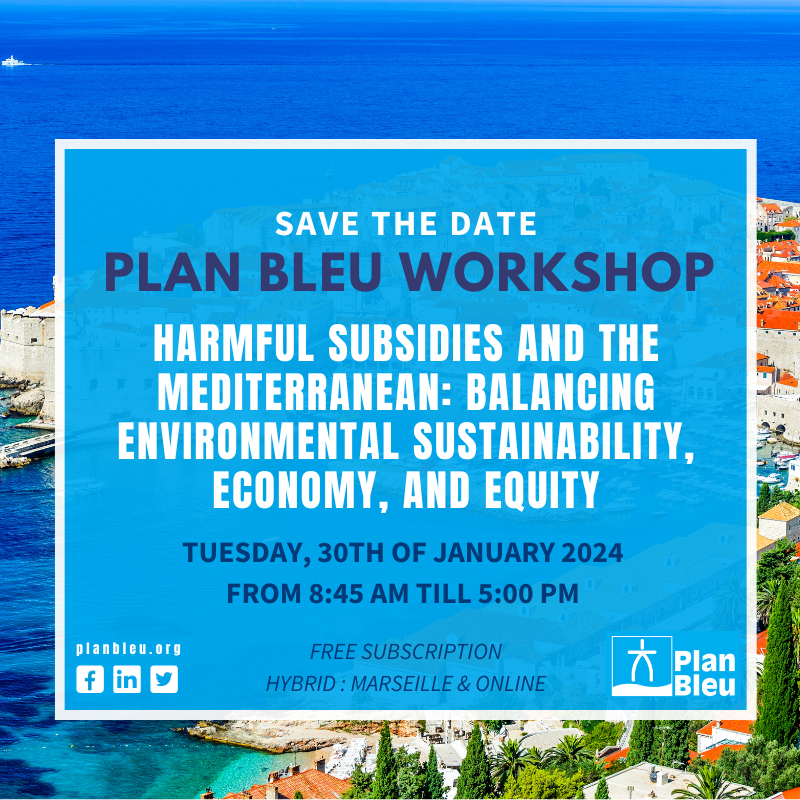 SAVE THE DATE
PLAN BLEU WORKSHOP
HARMFUL SUBSIDIES AND THE
MEDITERRANEAN: BALANCING
ENVIRONMENTAL SUSTAINABILITY,
ECONOMY, AND EQUITY
TUESDAY, 30TH OF JANUARY 2024
FROM 8:45 AM TILL 5:00 PM
planbleu.org
FREE SUBSCRIPTION
HYBRID : MARSEILLE & ONLINE
Plan
Bleu